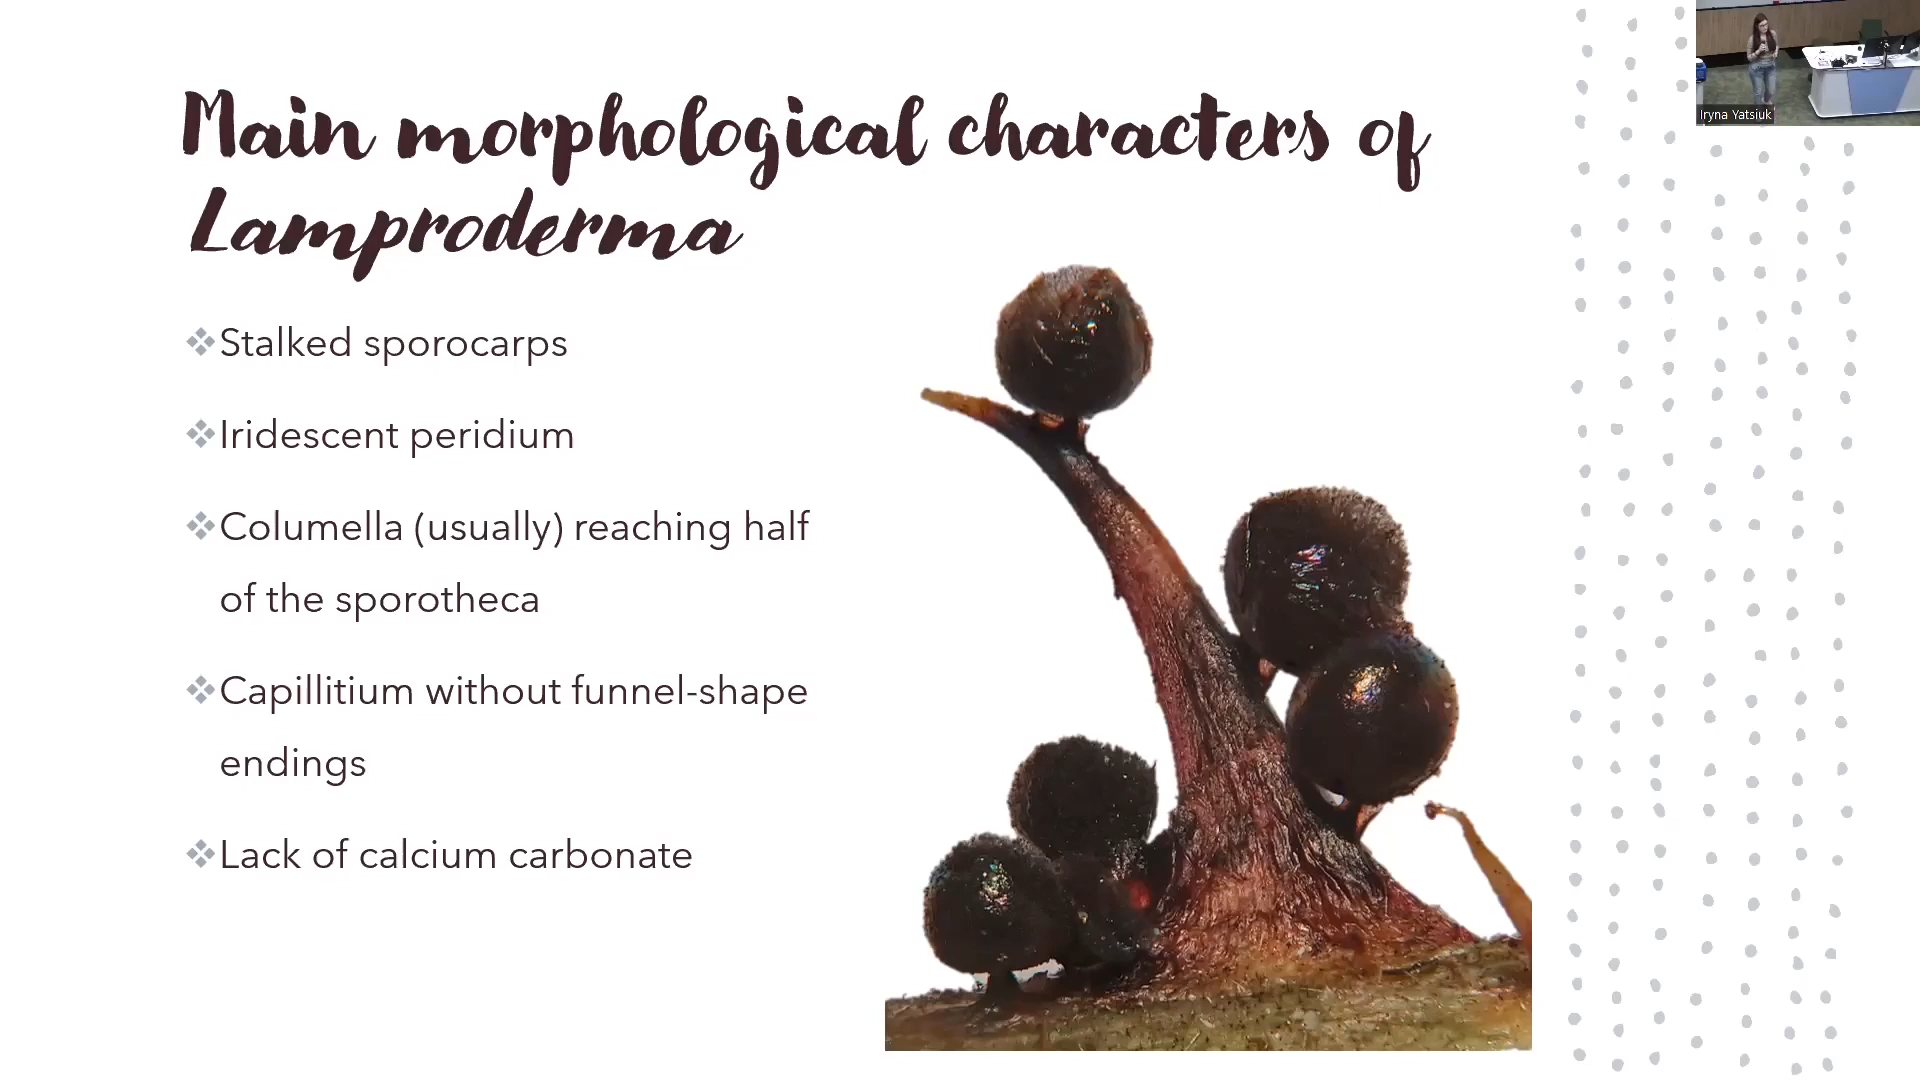 Main morphological characters of
Lamproderma
Stalked sporocarps
Iridescent peridium
Columella (usually) reaching half
of the sporotheca
Capillitium without funnel-shape
endings
Lack of calcium carbonate
Iryna Yatsiuk